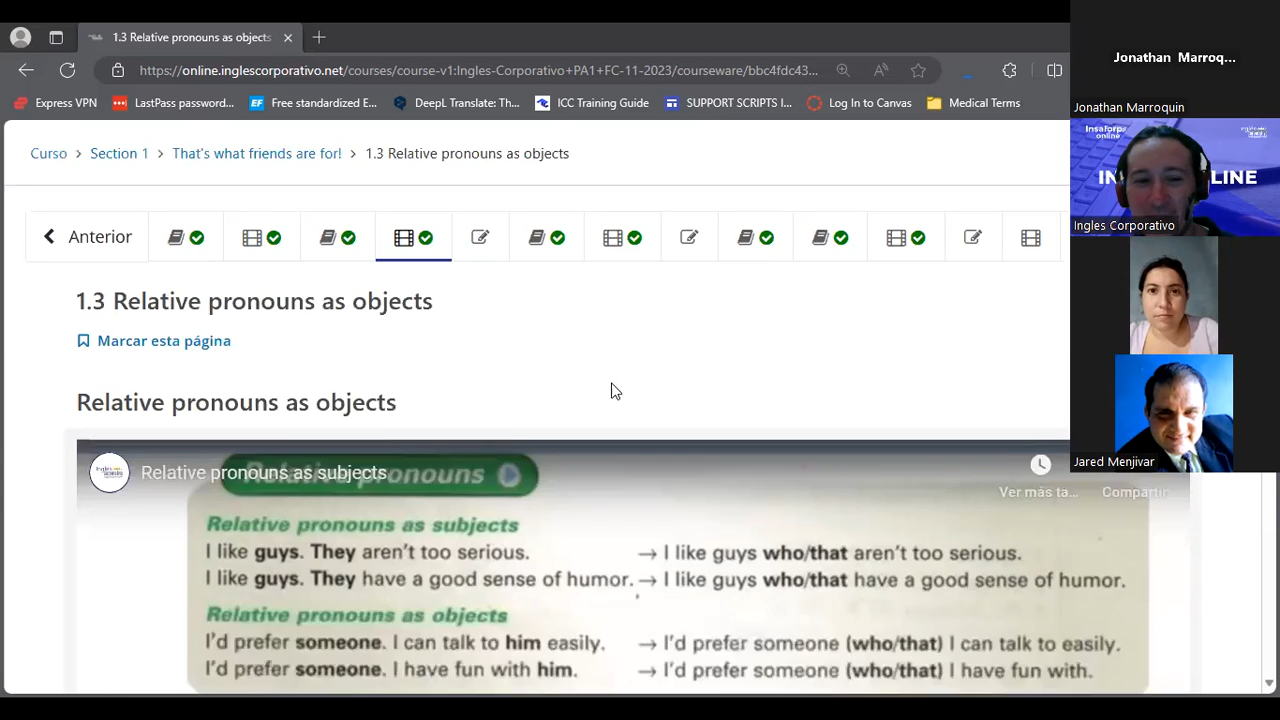 1.3 Relative pronouns as objects
https://online.inglescorporativo.net/courses/course-v1:Ingles-Corporativo+PA1+FC-11-2023/courseware/bbc4fdc43...
Express VPN
LastPass password...
Free standardized E...
DeepL Translate: Th...
ICC Training Guide
SUPPORT SCRIPTS I...
Log In to Canvas
Medical Terms
Curso > Section 1 > That's what friends are for! > 1.3 Relative pronouns as objects
Anterior
1.3 Relative pronouns as objects
Marcar esta página
Relative pronouns as objects
Relative pronouns as subjects
Ver más ta...
Compartir
Relative pronouns as subjects
I like guys. They aren't too serious. → I like guys who/that aren't too serious.
I like guys. They have a good sense of humor. → I like guys who/that have a good sense of humor.
Relative pronouns as objects
I'd prefer someone. I can talk to him easily. → I'd prefer someone (who/that) I can talk to easily.
I'd prefer someone. I have fun with him. → I'd prefer someone (who/that) I have fun with.
Jonathan Marroq...
Jonathan Marroquin
Insaforp
online
Ingles Corporativo
Jared Menjivar